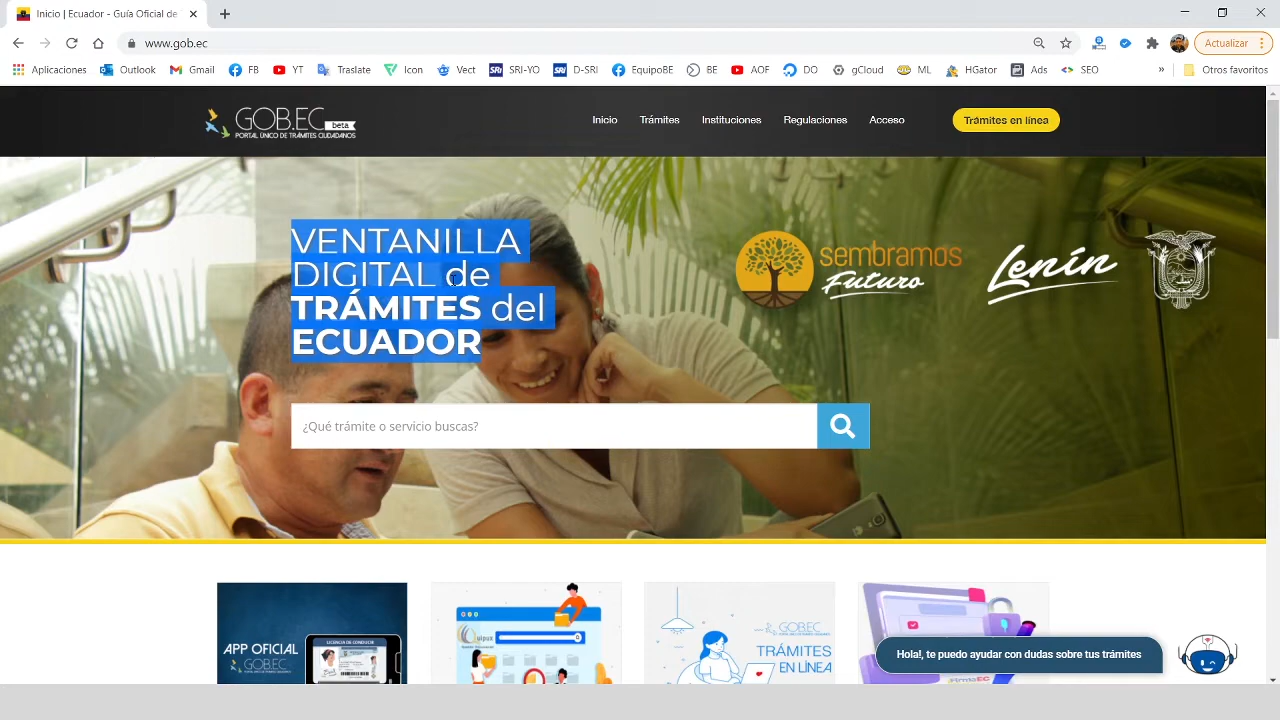 Inicio | Ecuador - Guía Oficial de
www.gob.ec
Actualizar
Aplicaciones Outlook Gmail FB YT Traslate Icon Vect SRI-YO D-SRI EquipoBE BE AOF DO gCloud ML HGator Ads SEO » Otros favoritos
GOB.EC beta
PORTAL ÚNICO DE TRÁMITES CIUDADANOS
Inicio Trámites Instituciones Regulaciones Acceso Trámites en línea
VENTANILLA
DIGITAL de
TRÁMITES del
ECUADOR
sembramos
Futuro
Lenín
¿Qué trámite o servicio buscas?
APP OFICIAL
GOB.EC
LICENCIA DE CONDUCIR
Quipux
GOB.EC
TRÁMITES
EN LÍNEA
Hola!, te puedo ayudar con dudas sobre tus trámites